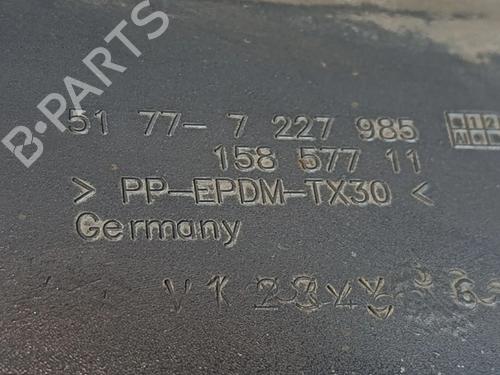 B-PARTS
51 77- 7 227 985
158 577 11
> PP-EPDM-TX30 <
Germany